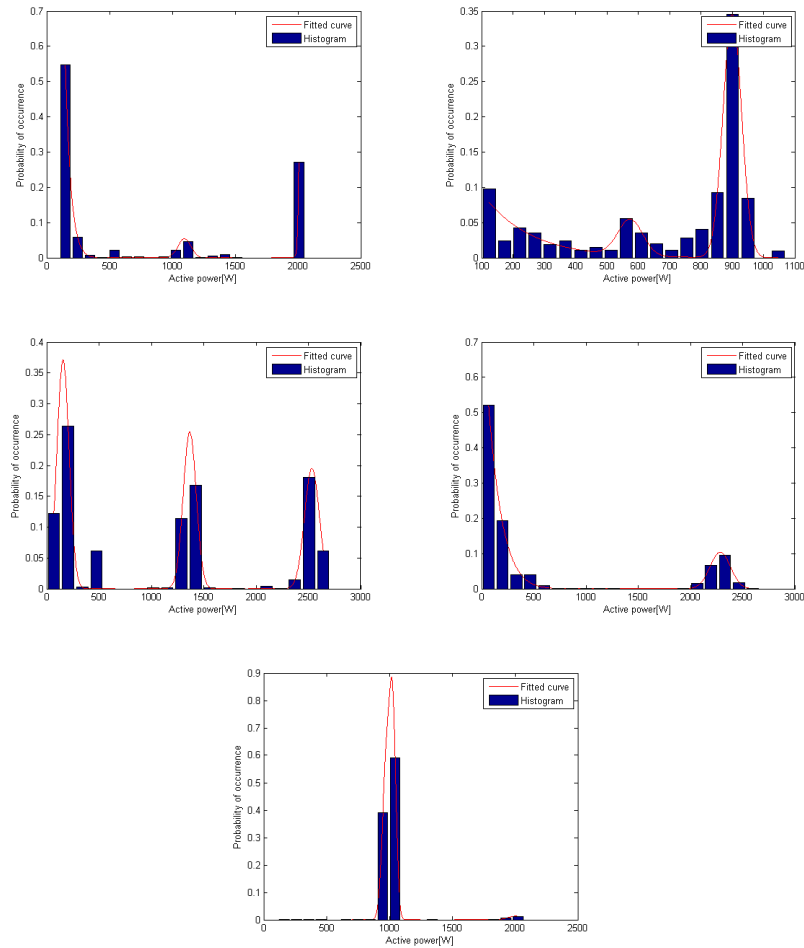 0.7
0.6
0.5
0.4
0.3
0.2
0.1
0
Probability of occurrence
Fitted curve
Histogram
0 500 1000 1500 2000 2500
Active power[W]
0.35
0.3
0.25
0.2
0.15
0.1
0.05
0
Probability of occurrence
Fitted curve
Histogram
100 200 300 400 500 600 700 800 900 1000 1100
Active power[W]
0.4
0.35
0.3
0.25
0.2
0.15
0.1
0.05
0
Probability of occurrence
Fitted curve
Histogram
0 500 1000 1500 2000 2500 3000
Active power[W]
0.7
0.6
0.5
0.4
0.3
0.2
0.1
0
Probability of occurrence
Fitted curve
Histogram
0 500 1000 1500 2000 2500 3000
Active power[W]
0.9
0.8
0.7
0.6
0.5
0.4
0.3
0.2
0.1
0
Probability of occurrence
Fitted curve
Histogram
0 500 1000 1500 2000 2500
Active power[W]